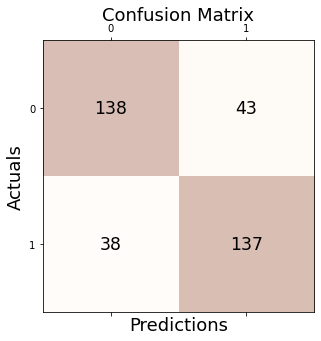 Confusion Matrix
0 1
0 138 43
Actuals
1 38 137
Predictions